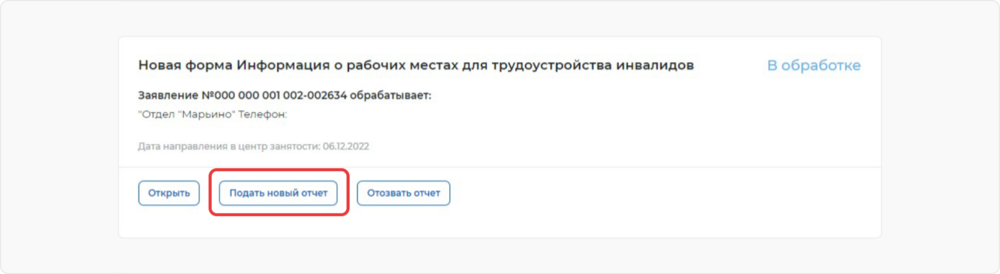 Новая форма Информация о рабочих местах для трудоустройства инвалидов
В обработке
Заявление №000 000 001 002-002634 обрабатывает:
"Отдел "Марьино" Телефон:
Дата направления в центр занятости: 06.12.2022
Открыть
Подать новый отчет
Отозвать отчет